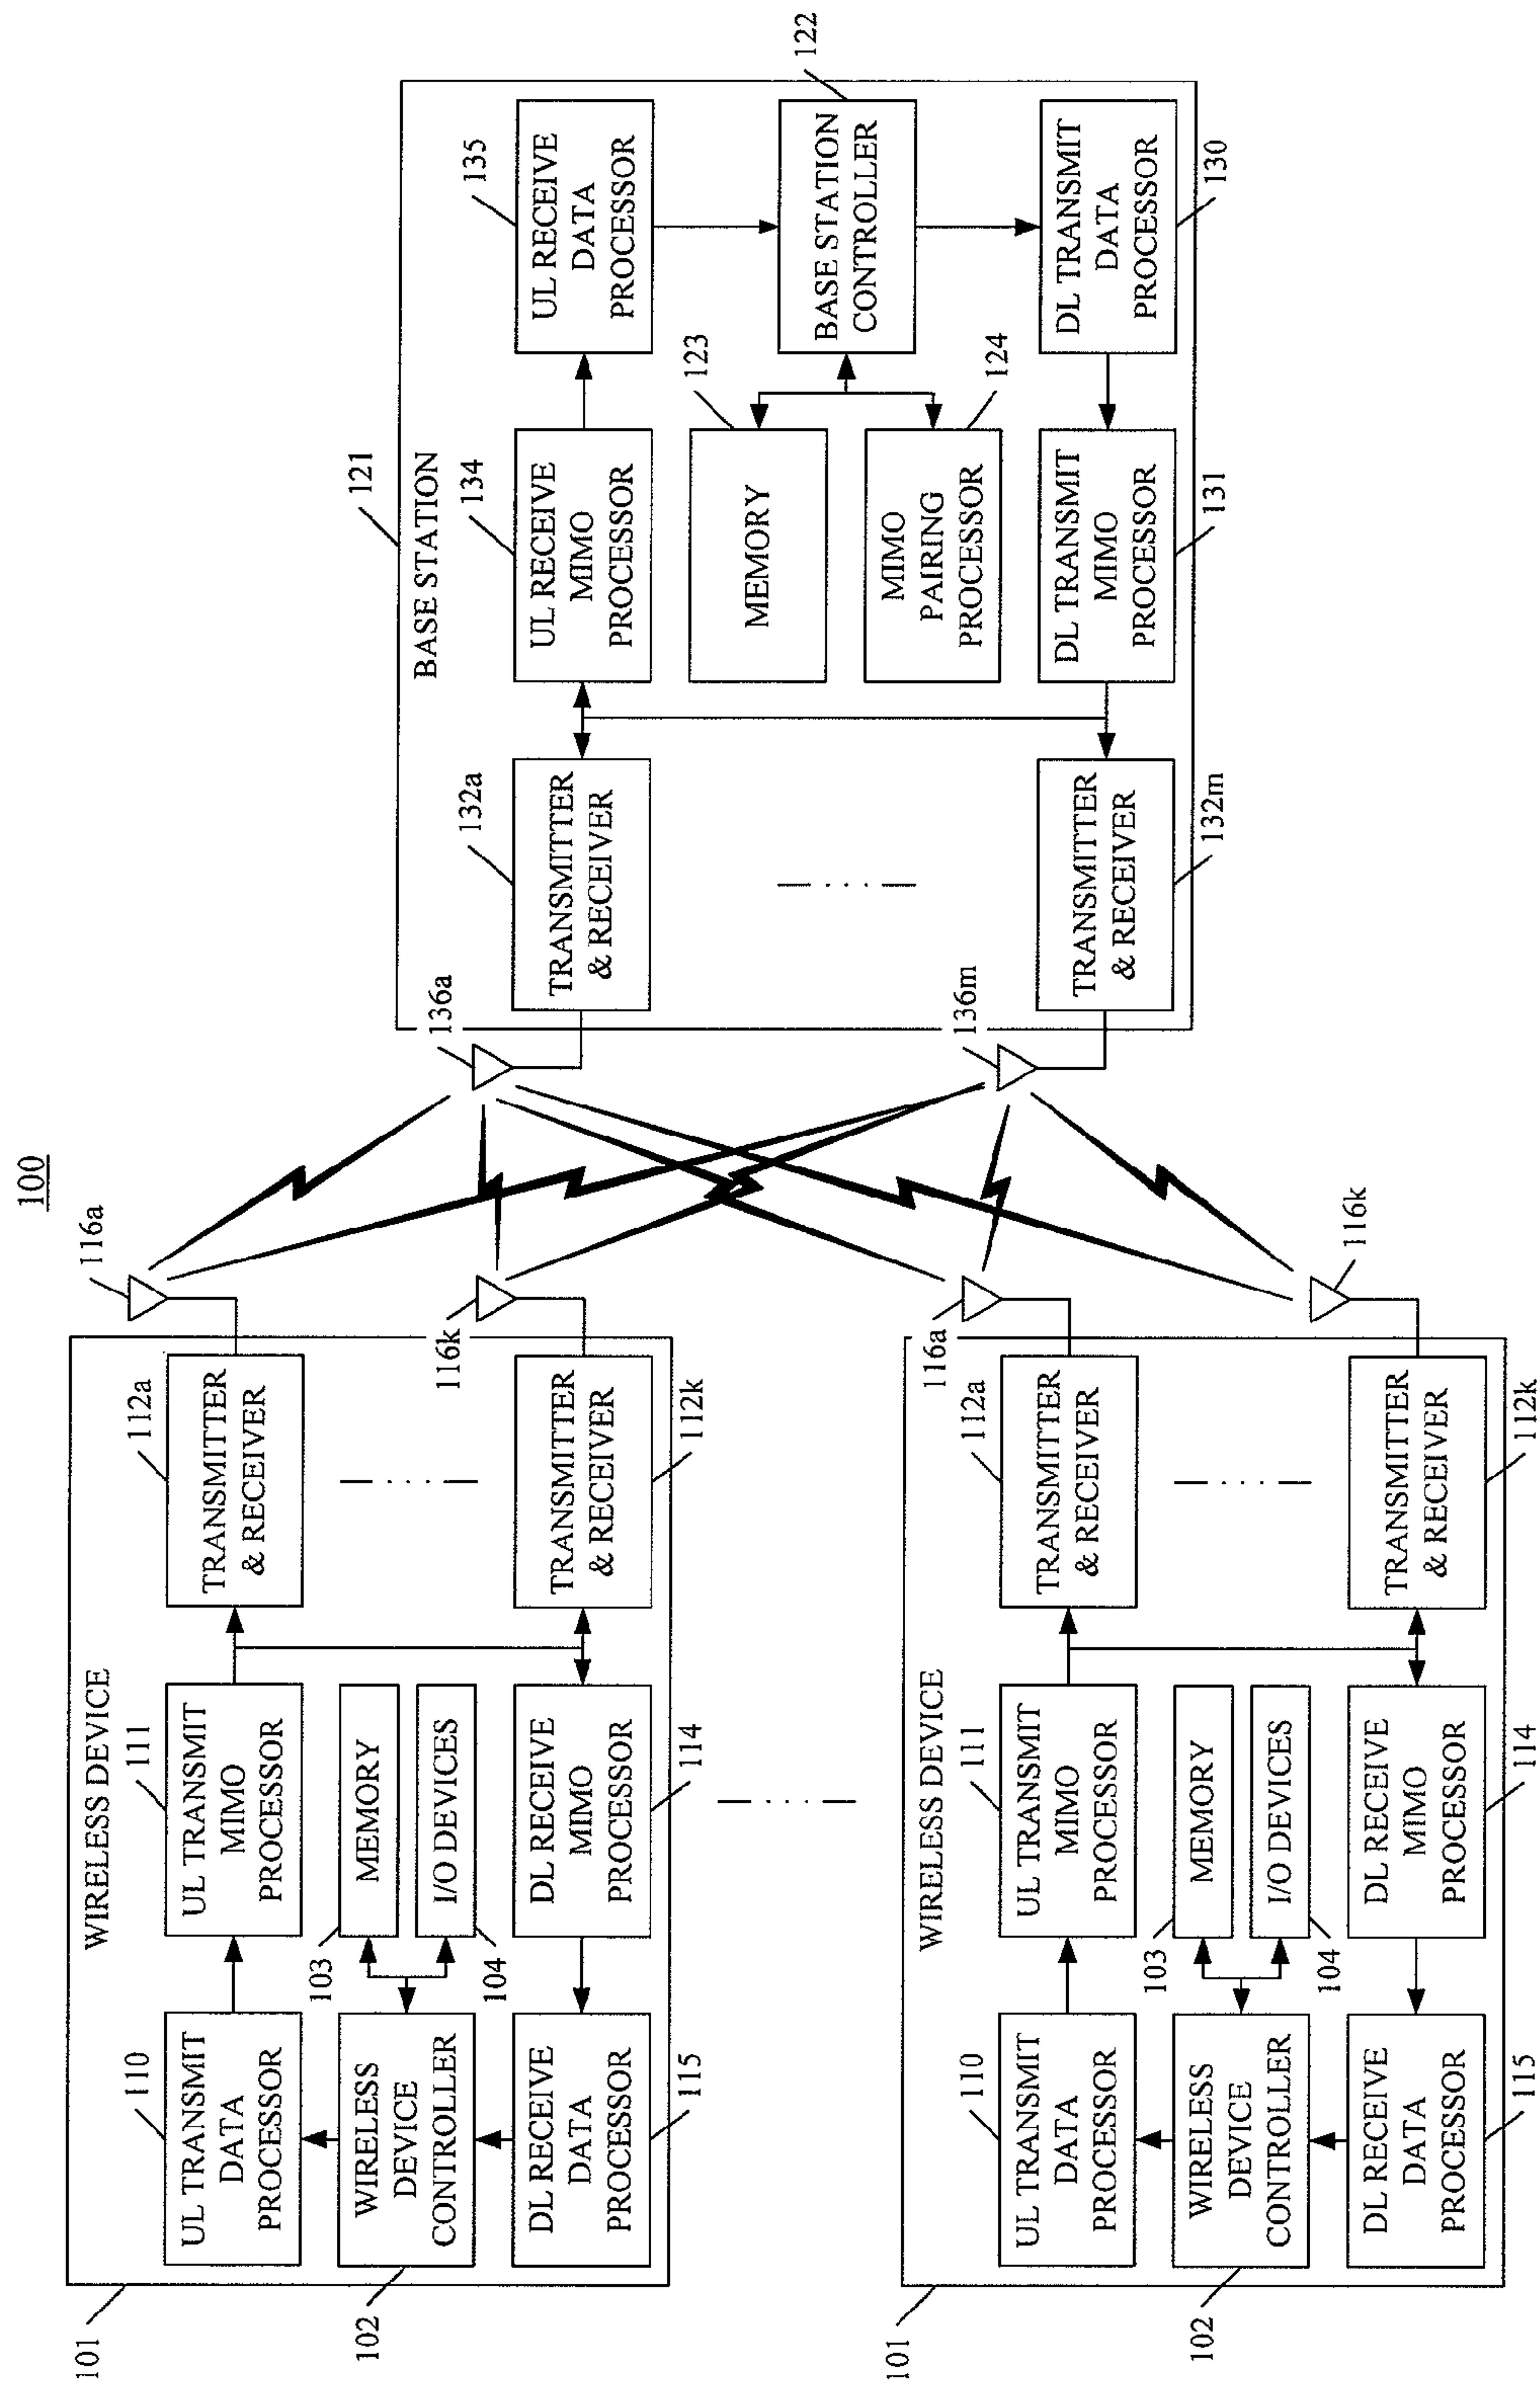 100
101
WIRELESS DEVICE
110
UL TRANSMIT
DATA
PROCESSOR
111
UL TRANSMIT
MIMO
PROCESSOR
112a
TRANSMITTER
& RECEIVER
116a
102
WIRELESS
DEVICE
CONTROLLER
103
MEMORY
104
I/O DEVICES
115
DL RECEIVE
DATA
PROCESSOR
114
DL RECEIVE
MIMO
PROCESSOR
112k
TRANSMITTER
& RECEIVER
116k
101
WIRELESS DEVICE
110
UL TRANSMIT
DATA
PROCESSOR
111
UL TRANSMIT
MIMO
PROCESSOR
112a
TRANSMITTER
& RECEIVER
116a
102
WIRELESS
DEVICE
CONTROLLER
103
MEMORY
104
I/O DEVICES
115
DL RECEIVE
DATA
PROCESSOR
114
DL RECEIVE
MIMO
PROCESSOR
112k
TRANSMITTER
& RECEIVER
116k
121
BASE STATION
136a
132a
TRANSMITTER
& RECEIVER
134
UL RECEIVE
MIMO
PROCESSOR
135
UL RECEIVE
DATA
PROCESSOR
123
MEMORY
122
BASE STATION
CONTROLLER
124
MIMO
PAIRING
PROCESSOR
136m
132m
TRANSMITTER
& RECEIVER
131
DL TRANSMIT
MIMO
PROCESSOR
130
DL TRANSMIT
DATA
PROCESSOR